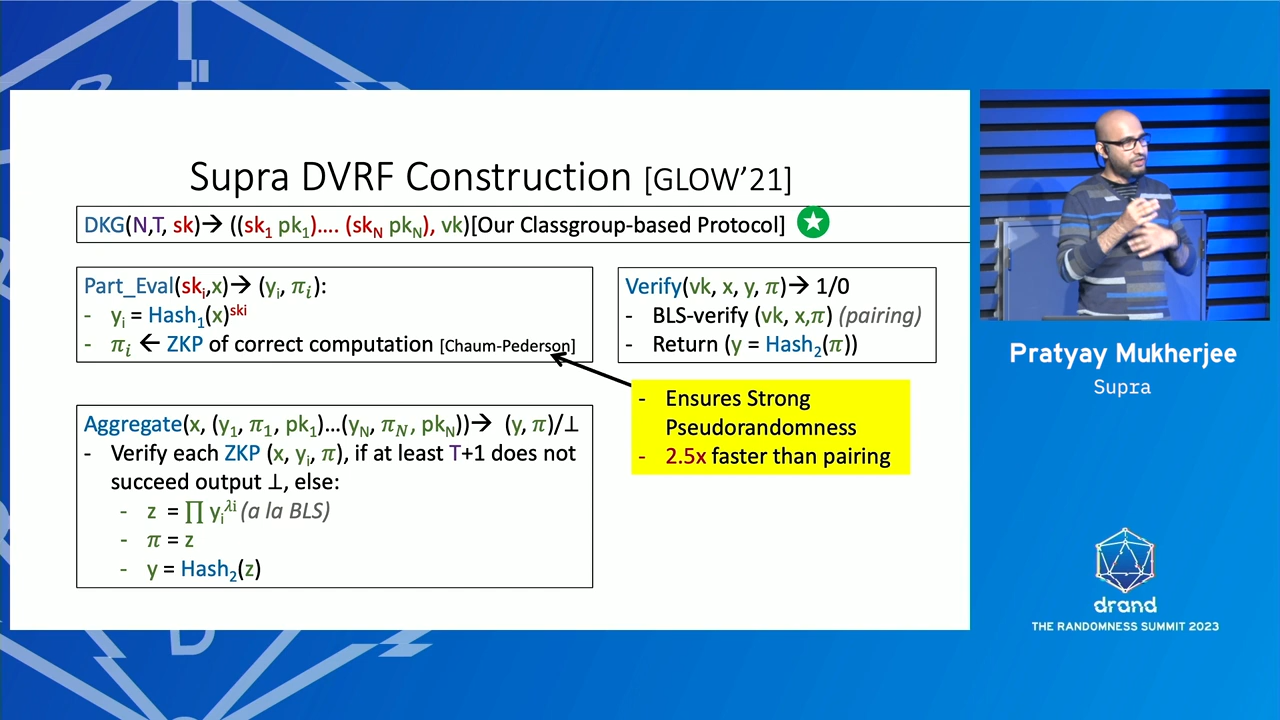 Supra DVRF Construction [GLOW'21]
DKG(N,T, sk)→ ((sk₁ pk₁).... (skN pkN), vk)[Our Classgroup-based Protocol]
Part_Eval(skᵢ,x)→ (yᵢ, πᵢ):
- yᵢ = Hash₁(x)^ski
- πᵢ ← ZKP of correct computation [Chaum-Pederson]
Verify(vk, x, y, π)→ 1/0
- BLS-verify (vk, x,π) (pairing)
- Return (y = Hash₂(π))
- Ensures Strong
Pseudorandomness
- 2.5x faster than pairing
Aggregate(x, (y₁, π₁, pk₁)...(yN, πN, pkN))→ (y, π)/⊥
- Verify each ZKP (x, yᵢ, π), if at least T+1 does not
succeed output ⊥, else:
- z = ∏ yᵢ^λi (a la BLS)
- π = z
- y = Hash₂(z)
Pratyay Mukherjee
Supra
drand
THE RANDOMNESS SUMMIT 2023